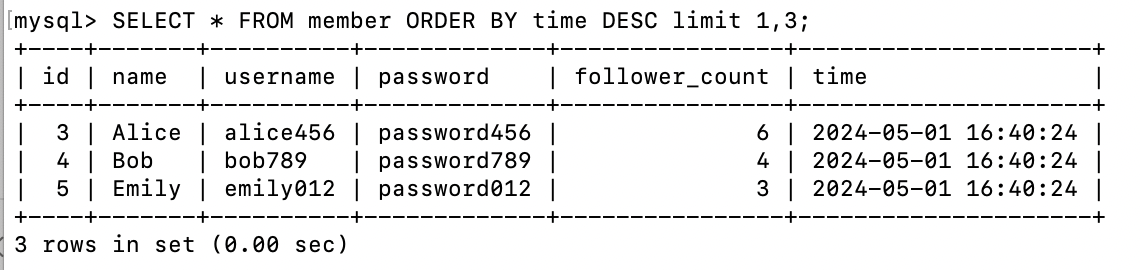 [mysql> SELECT * FROM member ORDER BY time DESC limit 1,3;
+----+-------+----------+-------------+----------------+---------------------+
| id | name  | username | password    | follower_count | time                |
+----+-------+----------+-------------+----------------+---------------------+
|  3 | Alice | alice456 | password456 |              6 | 2024-05-01 16:40:24 |
|  4 | Bob   | bob789   | password789 |              4 | 2024-05-01 16:40:24 |
|  5 | Emily | emily012 | password012 |              3 | 2024-05-01 16:40:24 |
+----+-------+----------+-------------+----------------+---------------------+
3 rows in set (0.00 sec)